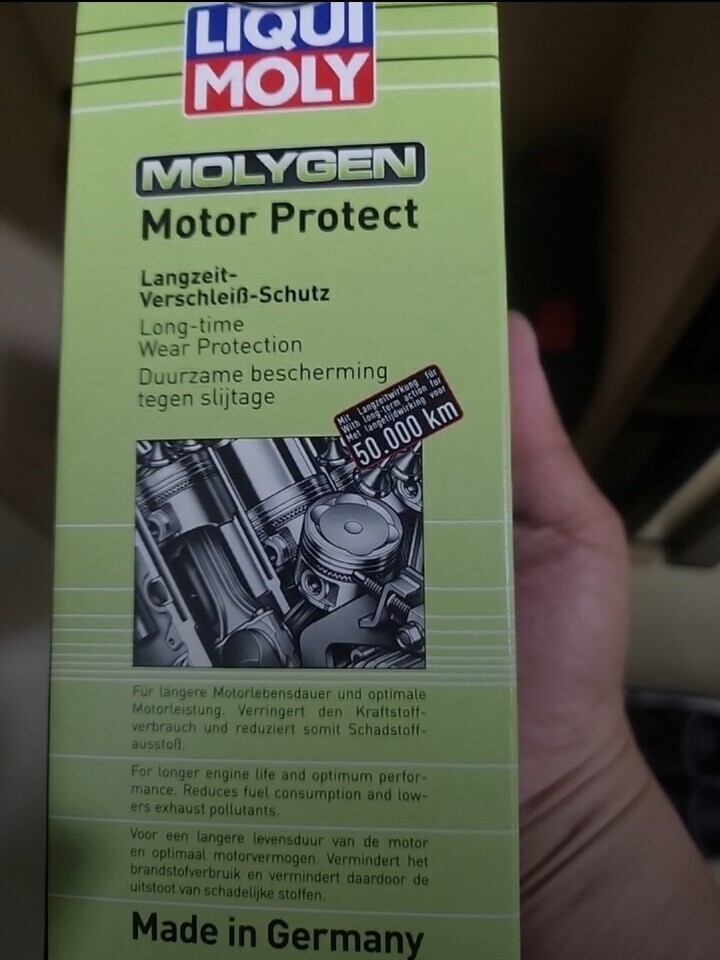 LIQUI
MOLY
MOLYGEN
Motor Protect
Langzeit-
Verschleiß-Schutz
Long-time
Wear Protection
Duurzame bescherming
tegen slijtage
Mit Langzeitwirkung für
With long-term action for
Met langetijdwirking voor
50.000 km
Für längere Motorlebensdauer und optimale
Motorleistung. Verringert den Kraftstoff-
verbrauch und reduziert somit Schadstoff-
ausstoß.
For longer engine life and optimum perfor-
mance. Reduces fuel consumption and low-
ers exhaust pollutants.
Voor een langere levensduur van de motor
en optimaal motorvermogen. Vermindert het
brandstofverbruik en vermindert daardoor de
uitstoot van schadelijke stoffen.
Made in Germany